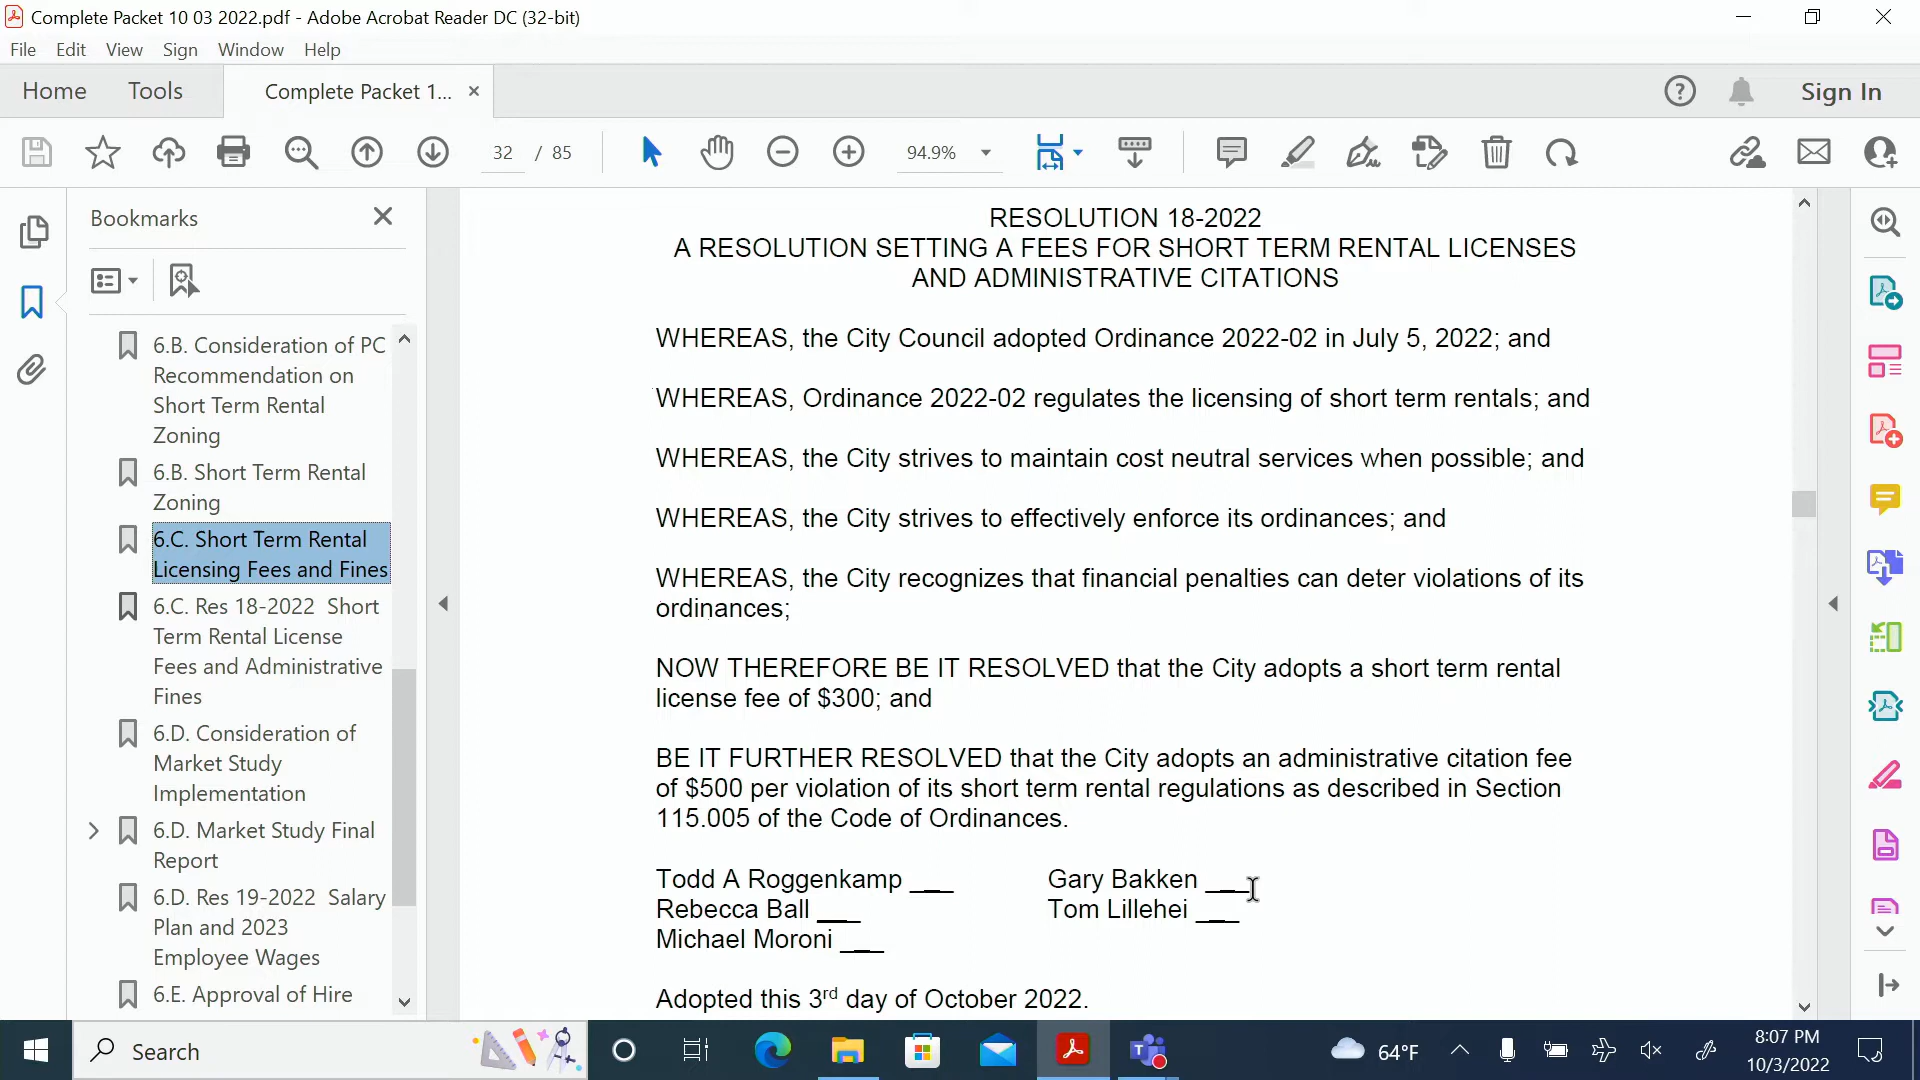 Complete Packet 10 03 2022.pdf - Adobe Acrobat Reader DC (32-bit)
File Edit View Sign Window Help
Home Tools Complete Packet 1... × Sign In
32 / 85 94.9%
Bookmarks
6.B. Consideration of PC
Recommendation on
Short Term Rental
Zoning
6.B. Short Term Rental
Zoning
6.C. Short Term Rental
Licensing Fees and Fines
6.C. Res 18-2022 Short
Term Rental License
Fees and Administrative
Fines
6.D. Consideration of
Market Study
Implementation
6.D. Market Study Final
Report
6.D. Res 19-2022 Salary
Plan and 2023
Employee Wages
6.E. Approval of Hire
RESOLUTION 18-2022
A RESOLUTION SETTING A FEES FOR SHORT TERM RENTAL LICENSES
AND ADMINISTRATIVE CITATIONS
WHEREAS, the City Council adopted Ordinance 2022-02 in July 5, 2022; and
WHEREAS, Ordinance 2022-02 regulates the licensing of short term rentals; and
WHEREAS, the City strives to maintain cost neutral services when possible; and
WHEREAS, the City strives to effectively enforce its ordinances; and
WHEREAS, the City recognizes that financial penalties can deter violations of its
ordinances;
NOW THEREFORE BE IT RESOLVED that the City adopts a short term rental
license fee of $300; and
BE IT FURTHER RESOLVED that the City adopts an administrative citation fee
of $500 per violation of its short term rental regulations as described in Section
115.005 of the Code of Ordinances.
Todd A Roggenkamp ___ Gary Bakken ___
Rebecca Ball ___ Tom Lillehei ___
Michael Moroni ___
Adopted this 3rd day of October 2022.
Search 64°F 8:07 PM
10/3/2022